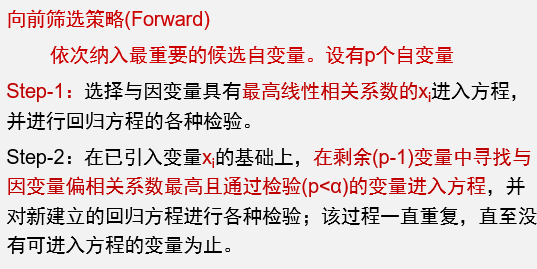 向前筛选策略(Forward)
依次纳入最重要的候选自变量。设有p个自变量
Step-1：选择与因变量具有最高线性相关系数的xi进入方程，
并进行回归方程的各种检验。
Step-2：在已引入变量xi的基础上，在剩余(p-1)变量中寻找与
因变量偏相关系数最高且通过检验(p<α)的变量进入方程，并
对新建立的回归方程进行各种检验；该过程一直重复，直至没
有可进入方程的变量为止。